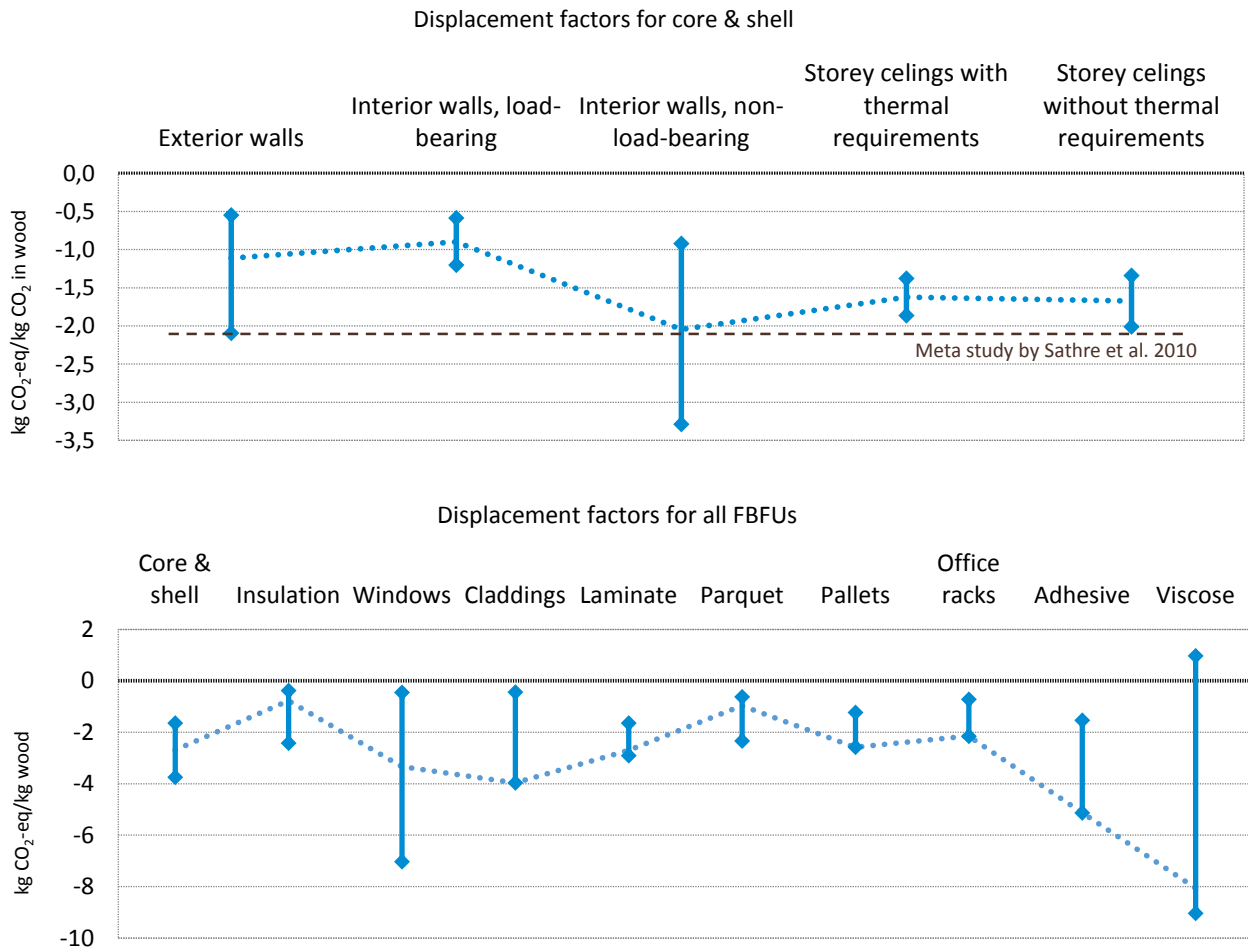 Displacement factors for core & shell
Exterior walls
Interior walls, load-
bearing
Interior walls, non-
load-bearing
Storey celings with
thermal
requirements
Storey celings
without thermal
requirements
kg CO₂-eq/kg CO₂ in wood
0,0
-0,5
-1,0
-1,5
-2,0
-2,5
-3,0
-3,5
Meta study by Sathre et al. 2010
Displacement factors for all FBFUs
Core &
shell
Insulation
Windows
Claddings
Laminate
Parquet
Pallets
Office
racks
Adhesive
Viscose
kg CO₂-eq/kg wood
2
0
-2
-4
-6
-8
-10